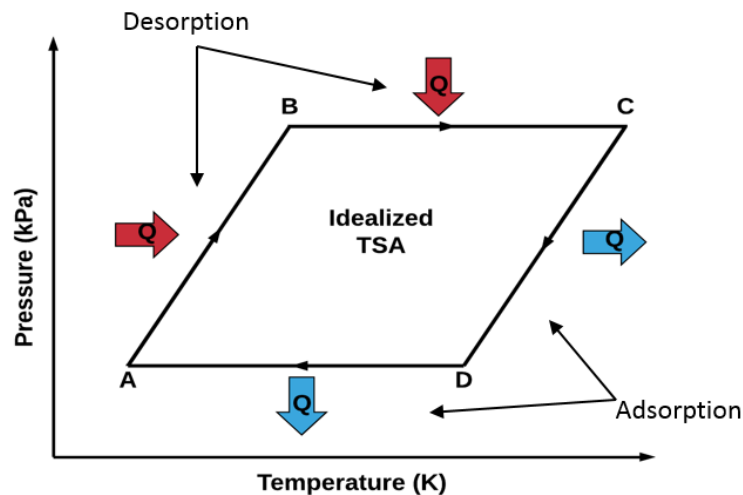 Desorption
Q
B
C
Idealized
TSA
Q
Q
Pressure (kPa)
A
D
Q
Adsorption
Temperature (K)